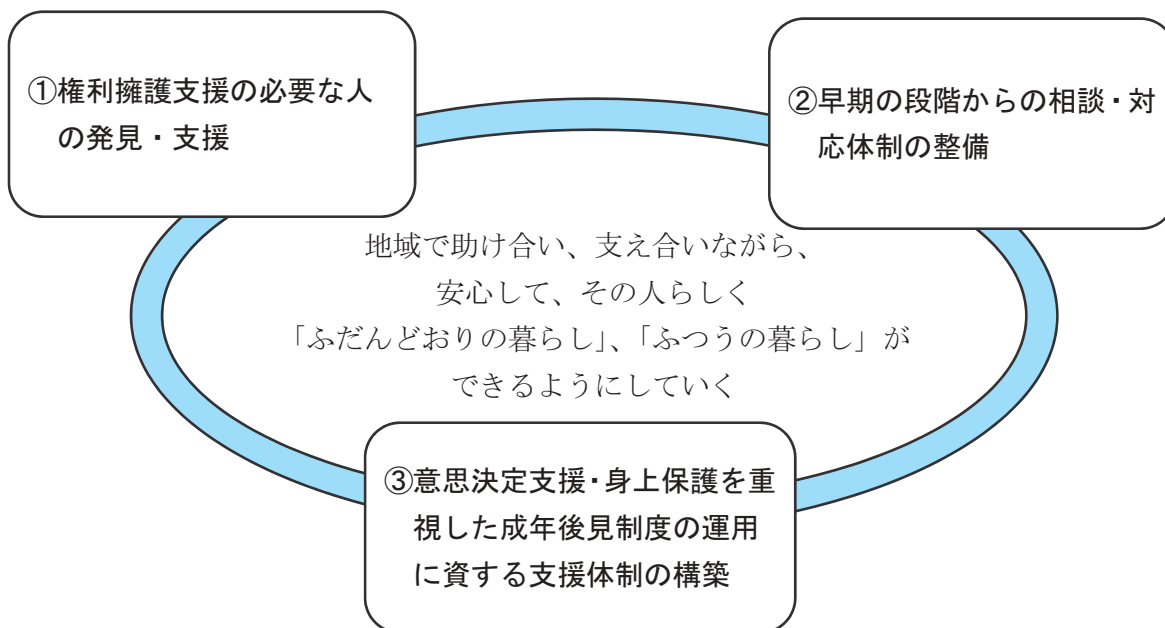 ①権利擁護支援の必要な人
の発見・支援
②早期の段階からの相談・対
応体制の整備
地域で助け合い、支え合いながら、
安心して、その人らしく
「ふだんどおりの暮らし」、「ふつうの暮らし」が
できるようにしていく
③意思決定支援・身上保護を重
視した成年後見制度の運用
に資する支援体制の構築